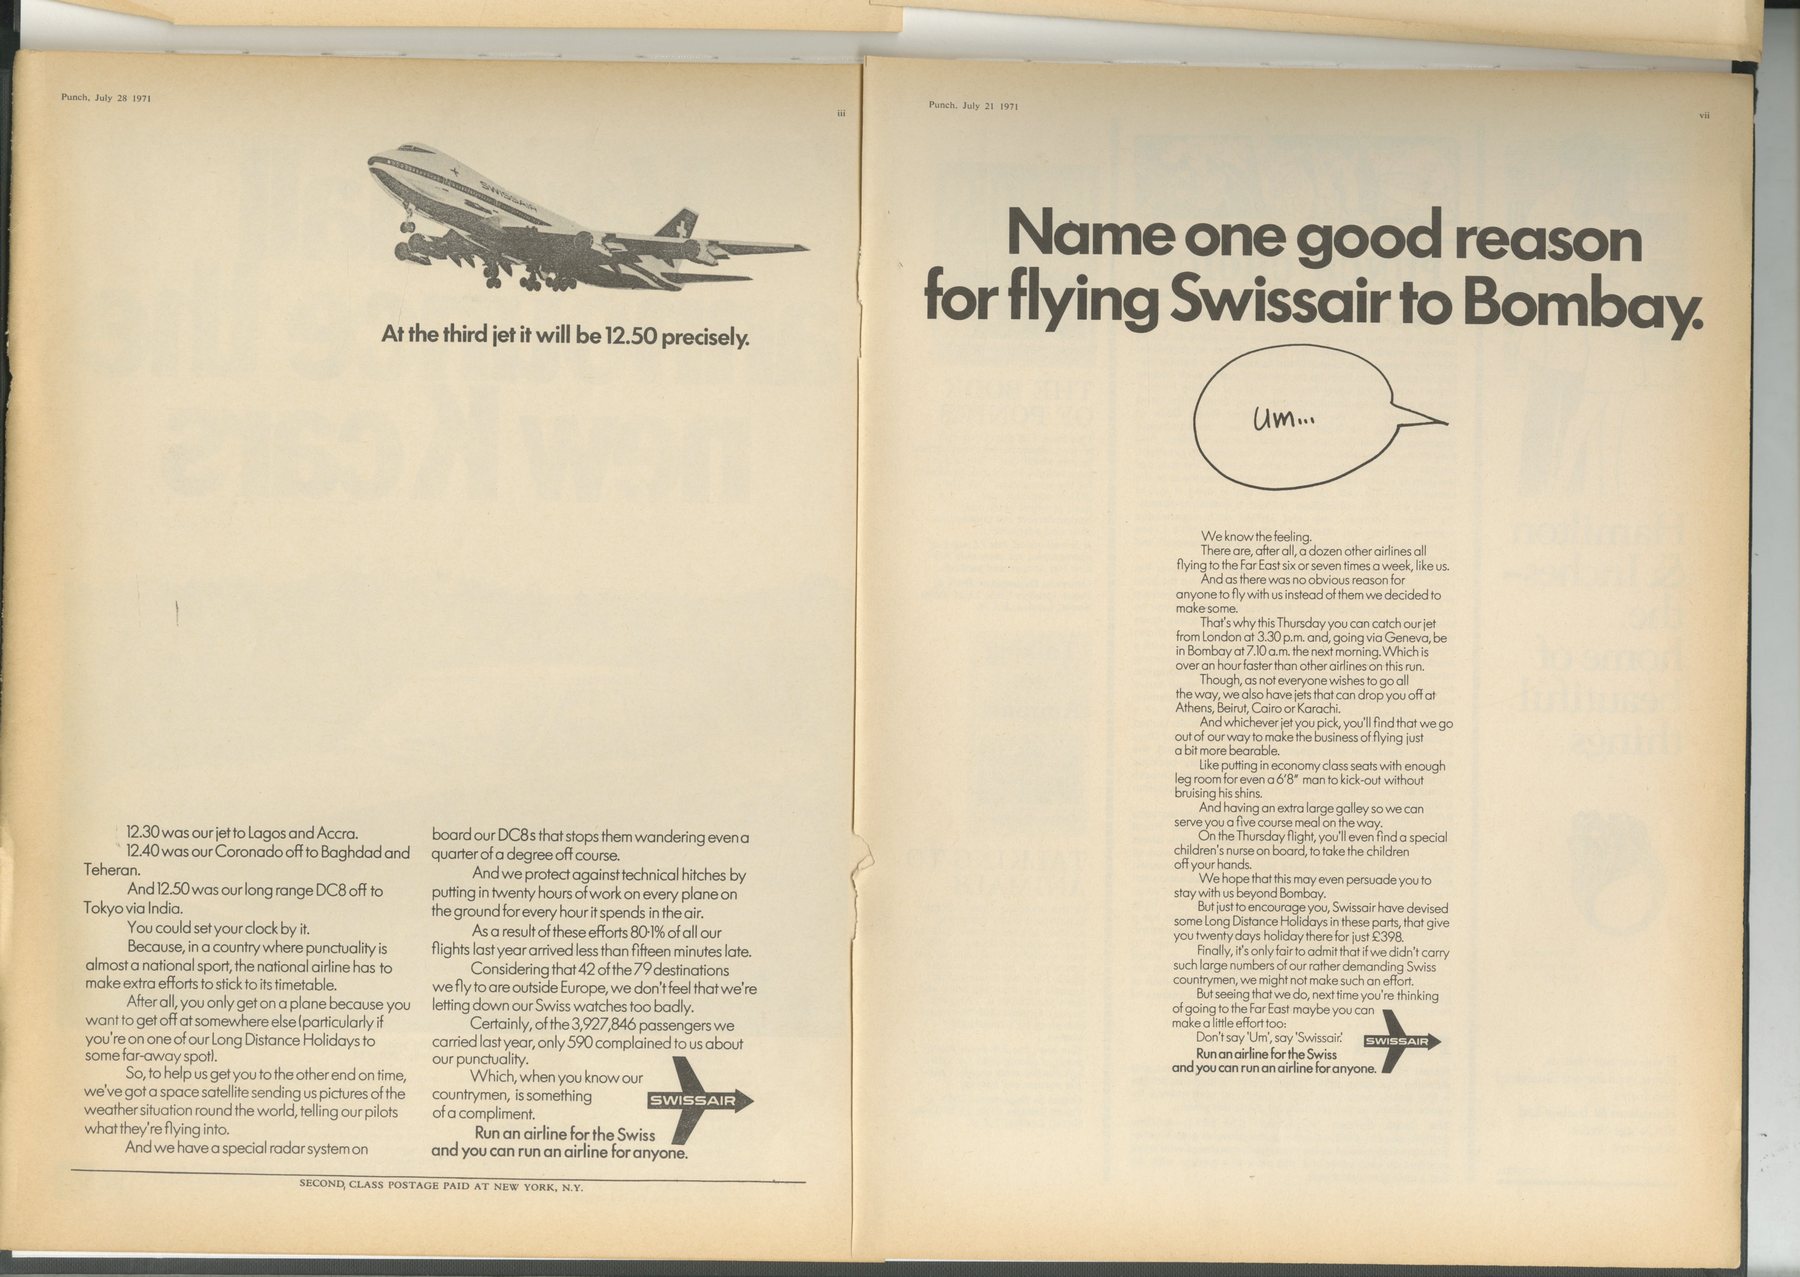 Punch, July 28 1971
iii
SWISSAIR
At the third jet it will be 12.50 precisely.
12.30 was our jet to Lagos and Accra.
12.40 was our Coronado off to Baghdad and
Teheran.
And 12.50 was our long range DC8 off to
Tokyo via India.
You could set your clock by it.
Because, in a country where punctuality is
almost a national sport, the national airline has to
make extra efforts to stick to its timetable.
After all, you only get on a plane because you
want to get off at somewhere else (particularly if
you're on one of our Long Distance Holidays to
some far-away spot).
So, to help us get you to the other end on time,
we've got a space satellite sending us pictures of the
weather situation round the world, telling our pilots
what they're flying into.
And we have a special radar system on
board our DC8s that stops them wandering even a
quarter of a degree off course.
And we protect against technical hitches by
putting in twenty hours of work on every plane on
the ground for every hour it spends in the air.
As a result of these efforts 80·1% of all our
flights last year arrived less than fifteen minutes late.
Considering that 42 of the 79 destinations
we fly to are outside Europe, we don't feel that we're
letting down our Swiss watches too badly.
Certainly, of the 3,927,846 passengers we
carried last year, only 590 complained to us about
our punctuality.
Which, when you know our
countrymen, is something
of a compliment.
Run an airline for the Swiss
and you can run an airline for anyone.
SWISSAIR
SECOND CLASS POSTAGE PAID AT NEW YORK, N.Y.
Punch, July 21 1971
vii
Name one good reason
for flying Swissair to Bombay.
um...
We know the feeling.
There are, after all, a dozen other airlines all
flying to the Far East six or seven times a week, like us.
And as there was no obvious reason for
anyone to fly with us instead of them we decided to
make some.
That's why this Thursday you can catch our jet
from London at 3.30 p.m. and, going via Geneva, be
in Bombay at 7.10 a.m. the next morning. Which is
over an hour faster than other airlines on this run.
Though, as not everyone wishes to go all
the way, we also have jets that can drop you off at
Athens, Beirut, Cairo or Karachi.
And whichever jet you pick, you'll find that we go
out of our way to make the business of flying just
a bit more bearable.
Like putting in economy class seats with enough
leg room for even a 6'8" man to kick-out without
bruising his shins.
And having an extra large galley so we can
serve you a five course meal on the way.
On the Thursday flight, you'll even find a special
children's nurse on board, to take the children
off your hands.
We hope that this may even persuade you to
stay with us beyond Bombay.
But just to encourage you, Swissair have devised
some Long Distance Holidays in these parts, that give
you twenty days holiday there for just £398.
Finally, it's only fair to admit that if we didn't carry
such large numbers of our rather demanding Swiss
countrymen, we might not make such an effort.
But seeing that we do, next time you're thinking
of going to the Far East maybe you can
make a little effort too:
Don't say 'Um', say 'Swissair.'
Run an airline for the Swiss
and you can run an airline for anyone.
SWISSAIR